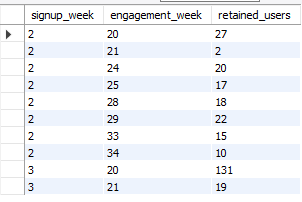 signup_week engagement_week retained_users
2 20 27
2 21 2
2 24 20
2 25 17
2 28 18
2 29 22
2 33 15
2 34 10
3 20 131
3 21 19